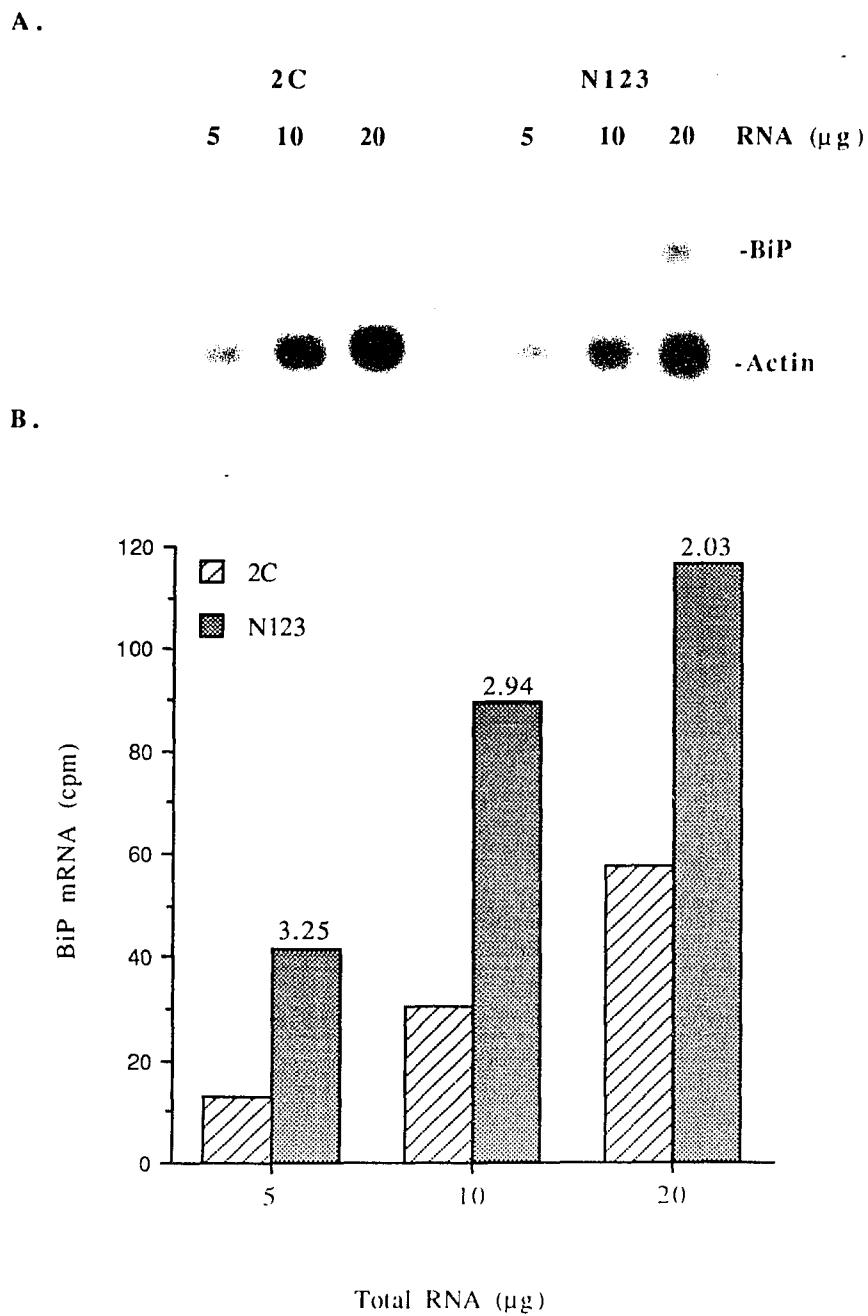 A.
2C N123
5 10 20 5 10 20 RNA (µg)
-BiP
-Actin
B.
120
100
80
60
40
20
0
BiP mRNA (cpm)
2C
N123
3.25
2.94
2.03
5 10 20
Total RNA (µg)